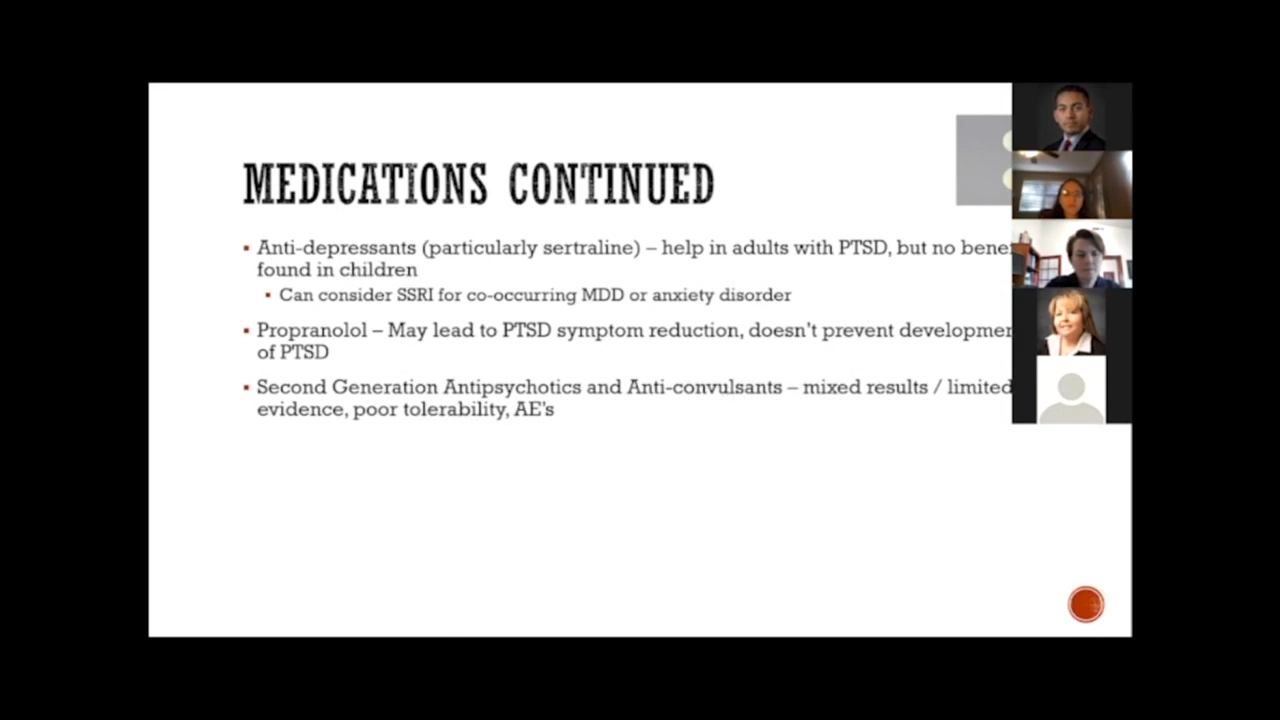 MEDICATIONS CONTINUED
▪ Anti-depressants (particularly sertraline) – help in adults with PTSD, but no
found in children
▪ Can consider SSRI for co-occurring MDD or anxiety disorder
▪ Propranolol – May lead to PTSD symptom reduction, doesn't prevent
of PTSD
▪ Second Generation Antipsychotics and Anti-convulsants – mixed results / limited
evidence, poor tolerability, AE's